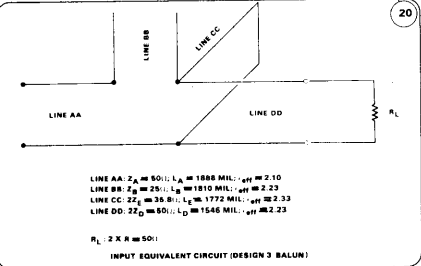 20
LINE BB
LINE CC
LINE AA
LINE DD
RL
LINE AA: ZA = 50Ω; LA = 1888 MIL; εeff = 2.10
LINE BB: ZB = 25Ω; LB = 1810 MIL; εeff = 2.23
LINE CC: 2ZE = 35.8Ω; LE = 1772 MIL; εeff = 2.33
LINE DD: 2ZD = 50Ω; LD = 1546 MIL; εeff = 2.23
RL : 2 X R = 50Ω
INPUT EQUIVALENT CIRCUIT (DESIGN 3 BALUN)